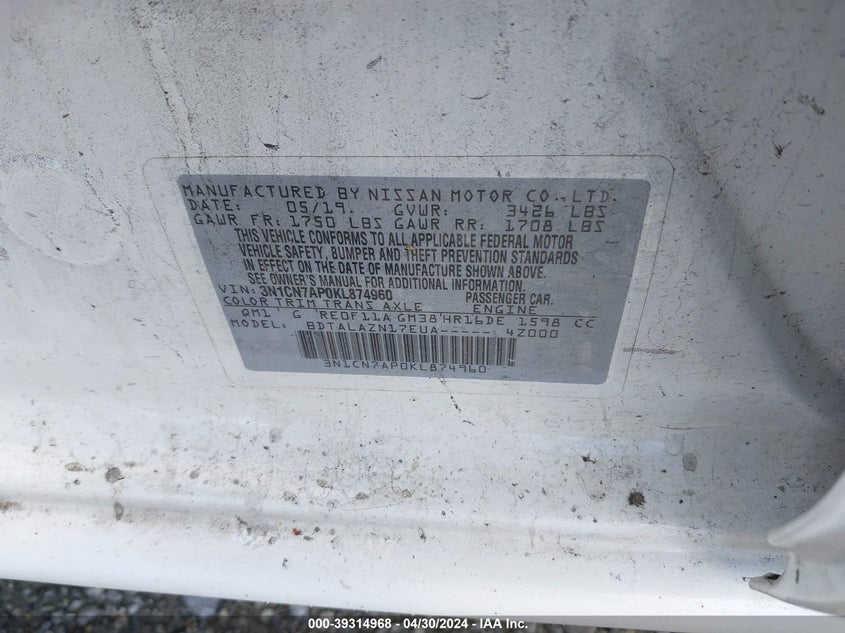 MANUFACTURED BY NISSAN MOTOR CO.,LTD.
DATE: 05/19. GVWR: 3426 LBS
GAWR FR: 1750 LBS GAWR RR: 1708 LBS
THIS VEHICLE CONFORMS TO ALL APPLICABLE FEDERAL MOTOR
VEHICLE SAFETY, BUMPER AND THEFT PREVENTION STANDARDS
IN EFFECT ON THE DATE OF MANUFACTURE SHOWN ABOVE.
SEE OWNER'S MANUAL FOR ADDITIONAL INFORMATION.
VIN: 3N1CN7AP0KL874960 PASSENGER CAR.
COLOR TRIM TRANS AXLE ENGINE
QM1 G RE0F11A GM38 HR16DE 1598 CC
MODEL: BDTALAZN17EUA----- 4Z000
3N1CN7AP0KL874960
000-39314968 - 04/30/2024 - IAA Inc.